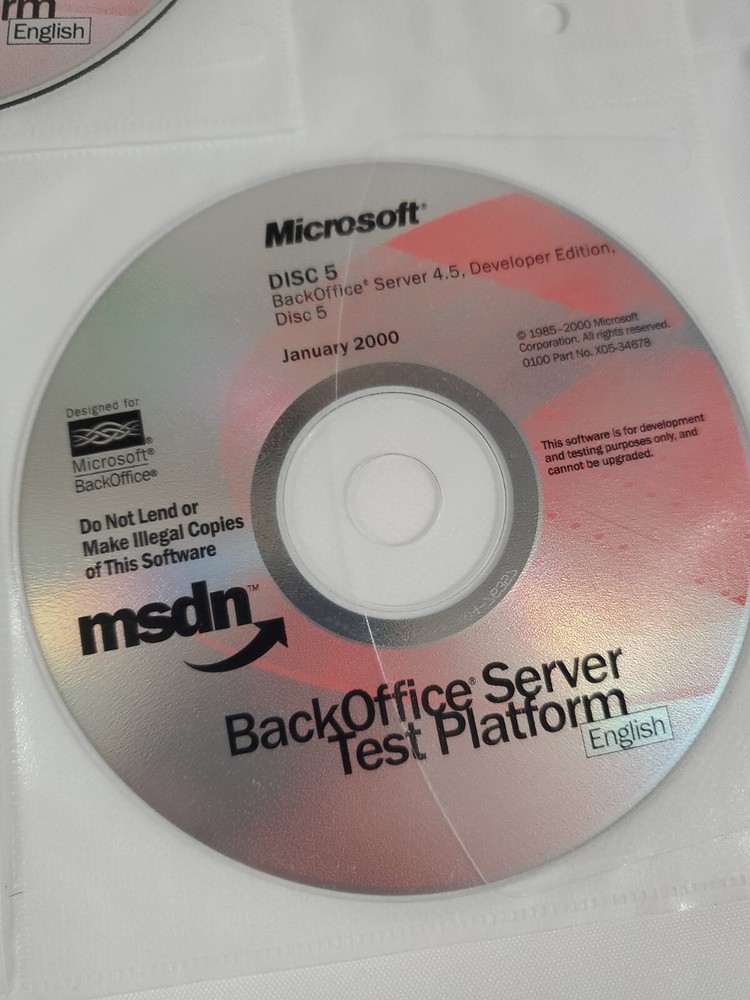 rm
English
Microsoft®
DISC 5
BackOffice® Server 4.5, Developer Edition,
Disc 5
January 2000
© 1985-2000 Microsoft
Corporation. All rights reserved.
0100 Part No. X05-34678
Designed for
Microsoft®
BackOffice®
This software is for development
and testing purposes only, and
cannot be upgraded.
Do Not Lend or
Make Illegal Copies
of This Software
msdn™
BackOffice® Server
Test Platform
English